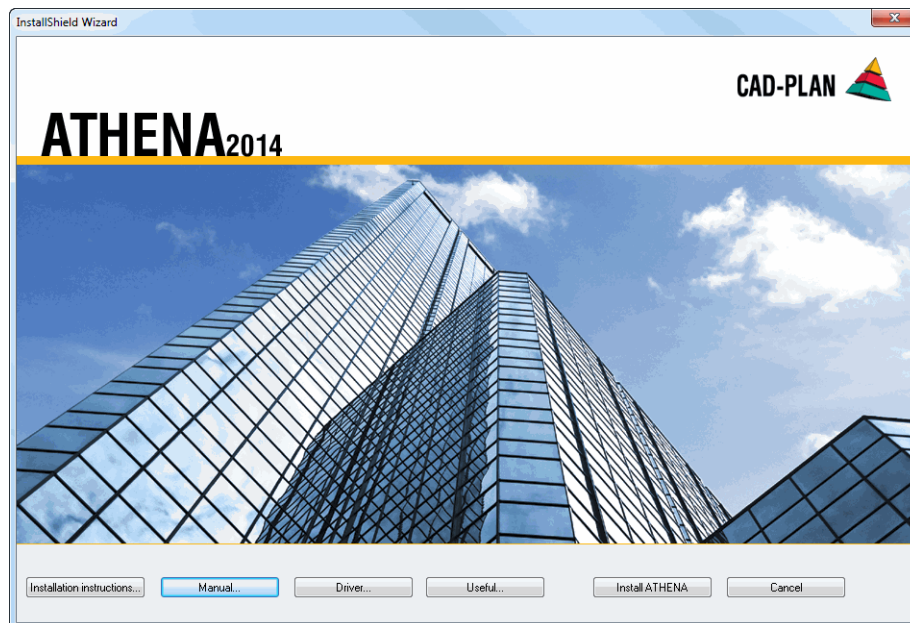 InstallShield Wizard
CAD-PLAN
ATHENA2014
Installation instructions... Manual... Driver... Useful... Install ATHENA Cancel